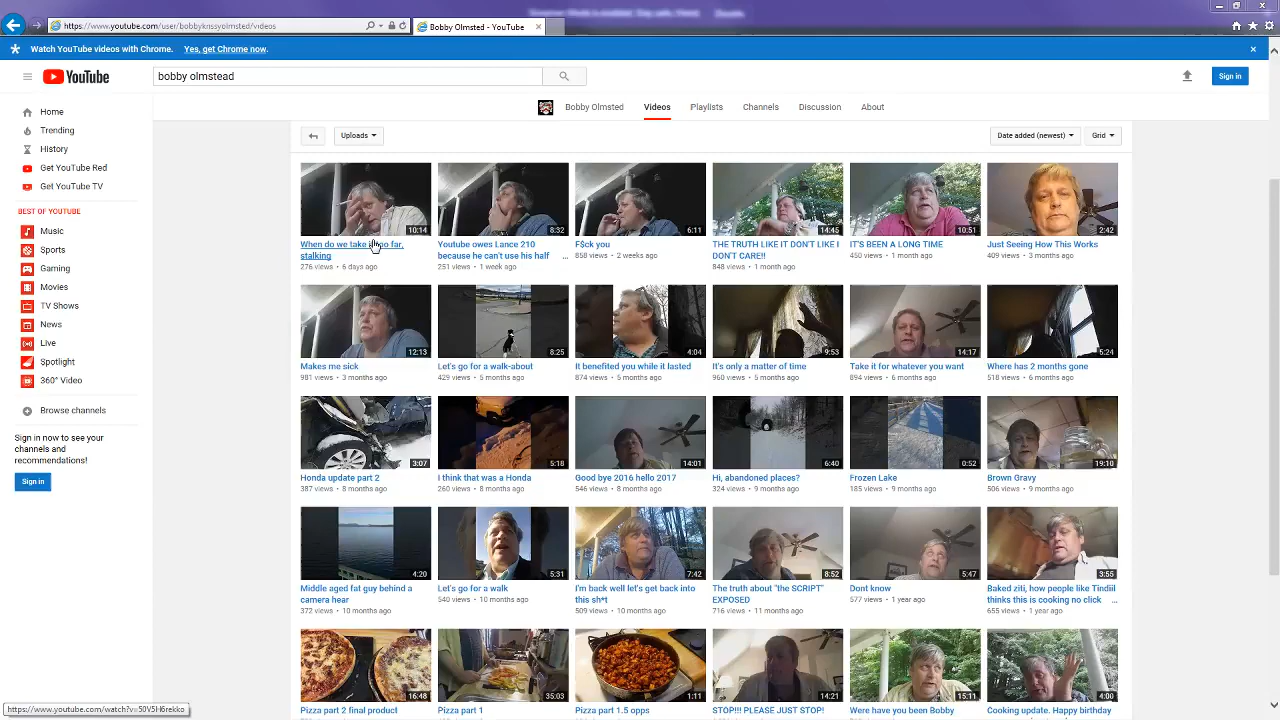 https://www.youtube.com/user/bobbykrissyolmsted/videos
Bobby Olmsted - YouTube
Watch YouTube videos with Chrome. Yes, get Chrome now.
YouTube
bobby olmstead
Sign in
Home
Trending
History
Get YouTube Red
Get YouTube TV
BEST OF YOUTUBE
Music
Sports
Gaming
Movies
TV Shows
News
Live
Spotlight
360° Video
Browse channels
Sign in now to see your
channels and
recommendations!
Sign in
Bobby Olmsted Videos Playlists Channels Discussion About
Uploads Date added (newest) Grid
10:14 8:32 6:11 14:45 10:51 2:42
When do we take far,
stalking
276 views • 6 days ago
Youtube owes Lance 210
because he can't use his half ...
251 views • 1 week ago
F$ck you
858 views • 2 weeks ago
THE TRUTH LIKE IT DON'T LIKE I
DON'T CARE!!
848 views • 1 month ago
IT'S BEEN A LONG TIME
450 views • 1 month ago
Just Seeing How This Works
409 views • 3 months ago
12:13 8:25 4:04 9:53 14:17 5:24
Makes me sick
981 views • 3 months ago
Let's go for a walk-about
429 views • 5 months ago
It benefited you while it lasted
874 views • 5 months ago
It's only a matter of time
960 views • 5 months ago
Take it for whatever you want
894 views • 6 months ago
Where has 2 months gone
518 views • 6 months ago
3:07 5:18 14:01 6:40 0:52 19:10
Honda update part 2
387 views • 8 months ago
I think that was a Honda
260 views • 8 months ago
Good bye 2016 hello 2017
546 views • 8 months ago
Hi, abandoned places?
324 views • 9 months ago
Frozen Lake
185 views • 9 months ago
Brown Gravy
506 views • 9 months ago
4:20 5:31 7:42 8:52 5:47 3:55
Middle aged fat guy behind a
camera hear
372 views • 10 months ago
Let's go for a walk
540 views • 10 months ago
I'm back well let's get back into
this sh*t
509 views • 10 months ago
The truth about "the SCRIPT"
EXPOSED
716 views • 11 months ago
Dont know
577 views • 1 year ago
Baked ziti, how people like Tindiil
thinks this is cooking no click ...
655 views • 1 year ago
16:48 35:03 1:11 14:21 15:11 4:00
Pizza part 2 final product
Pizza part 1
Pizza part 1.5 opps
STOP!!! PLEASE JUST STOP!
Were have you been Bobby
Cooking update. Happy birthday
https://www.youtube.com/watch?v=50V5H6rekko